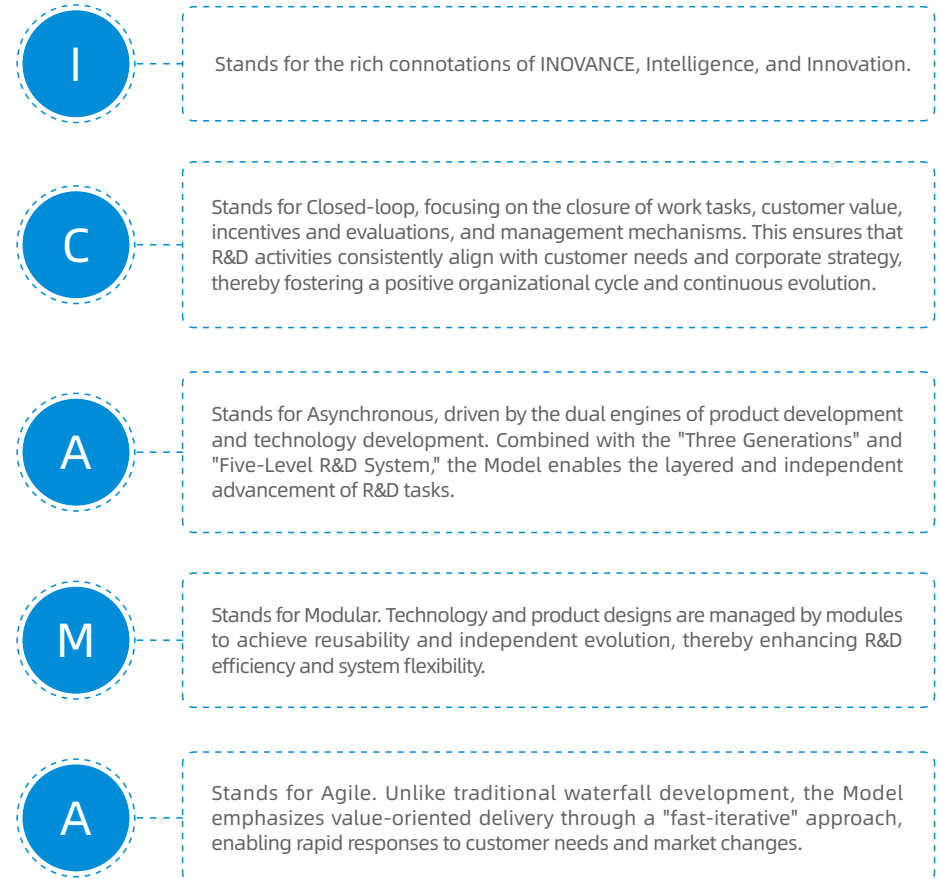 I
Stands for the rich connotations of INOVANCE, Intelligence, and Innovation.
C
Stands for Closed-loop, focusing on the closure of work tasks, customer value,
incentives and evaluations, and management mechanisms. This ensures that
R&D activities consistently align with customer needs and corporate strategy,
thereby fostering a positive organizational cycle and continuous evolution.
A
Stands for Asynchronous, driven by the dual engines of product development
and technology development. Combined with the "Three Generations" and
"Five-Level R&D System," the Model enables the layered and independent
advancement of R&D tasks.
M
Stands for Modular. Technology and product designs are managed by modules
to achieve reusability and independent evolution, thereby enhancing R&D
efficiency and system flexibility.
A
Stands for Agile. Unlike traditional waterfall development, the Model
emphasizes value-oriented delivery through a "fast-iterative" approach,
enabling rapid responses to customer needs and market changes.